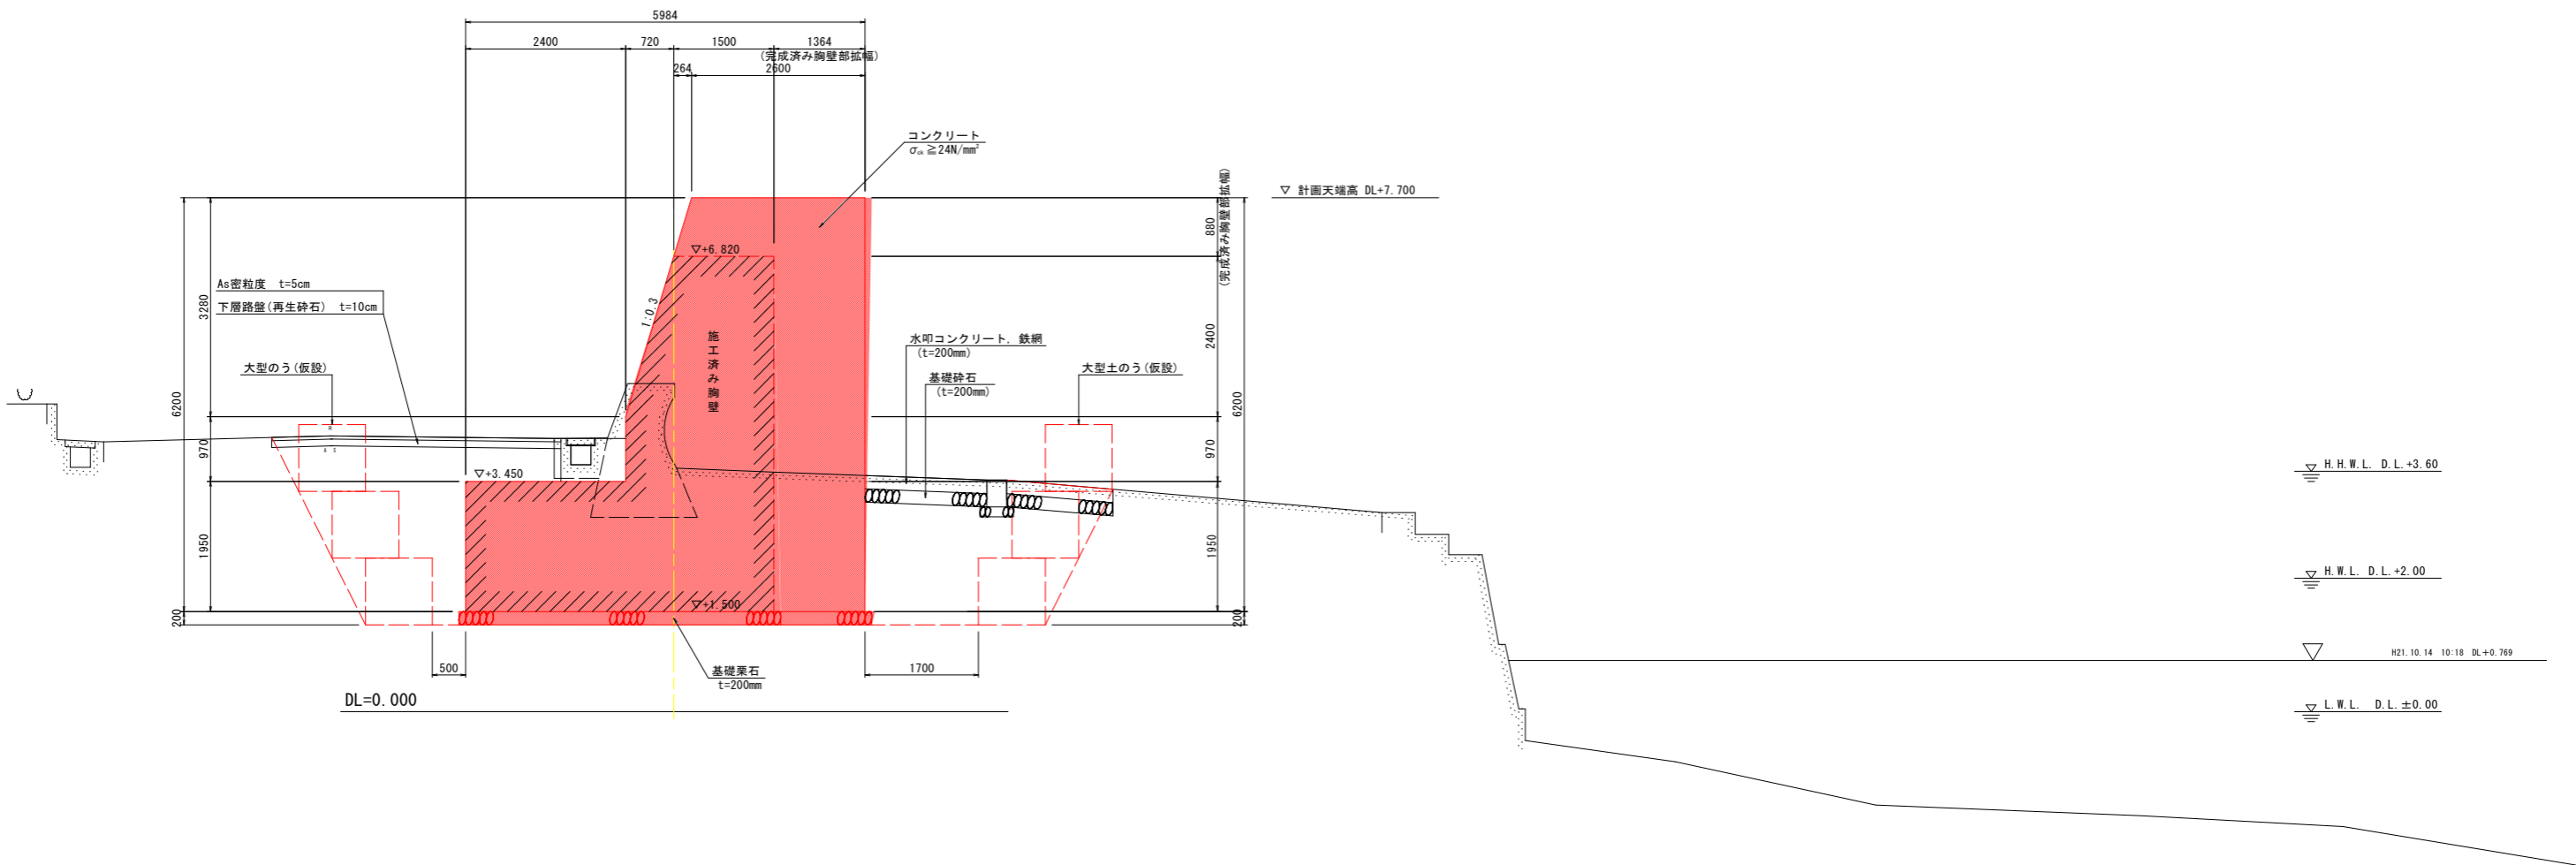 5984
2400
720
1500
1364
(完成済み胸壁部拡幅)
264
2600
コンクリート
σck≧24N/mm²
▽ 計画天端高 DL+7.700
880
(完成済み胸壁部拡幅)
▽+6.820
As密粒度 t=5cm
下層路盤(再生砕石) t=10cm
3280
1:0.3
施工済み胸壁
2400
水叩コンクリート, 鉄網
(t=200mm)
大型のう(仮設)
基礎砕石
(t=200mm)
大型土のう(仮設)
6200
6200
970
970
▽+3.450
H.H.W.L. D.L.+3.60
1950
1950
H.W.L. D.L.+2.00
▽+1.500
200
200
H21.10.14 10:18 DL+0.769
500
基礎栗石
t=200mm
1700
DL=0.000
L.W.L. D.L.±0.00